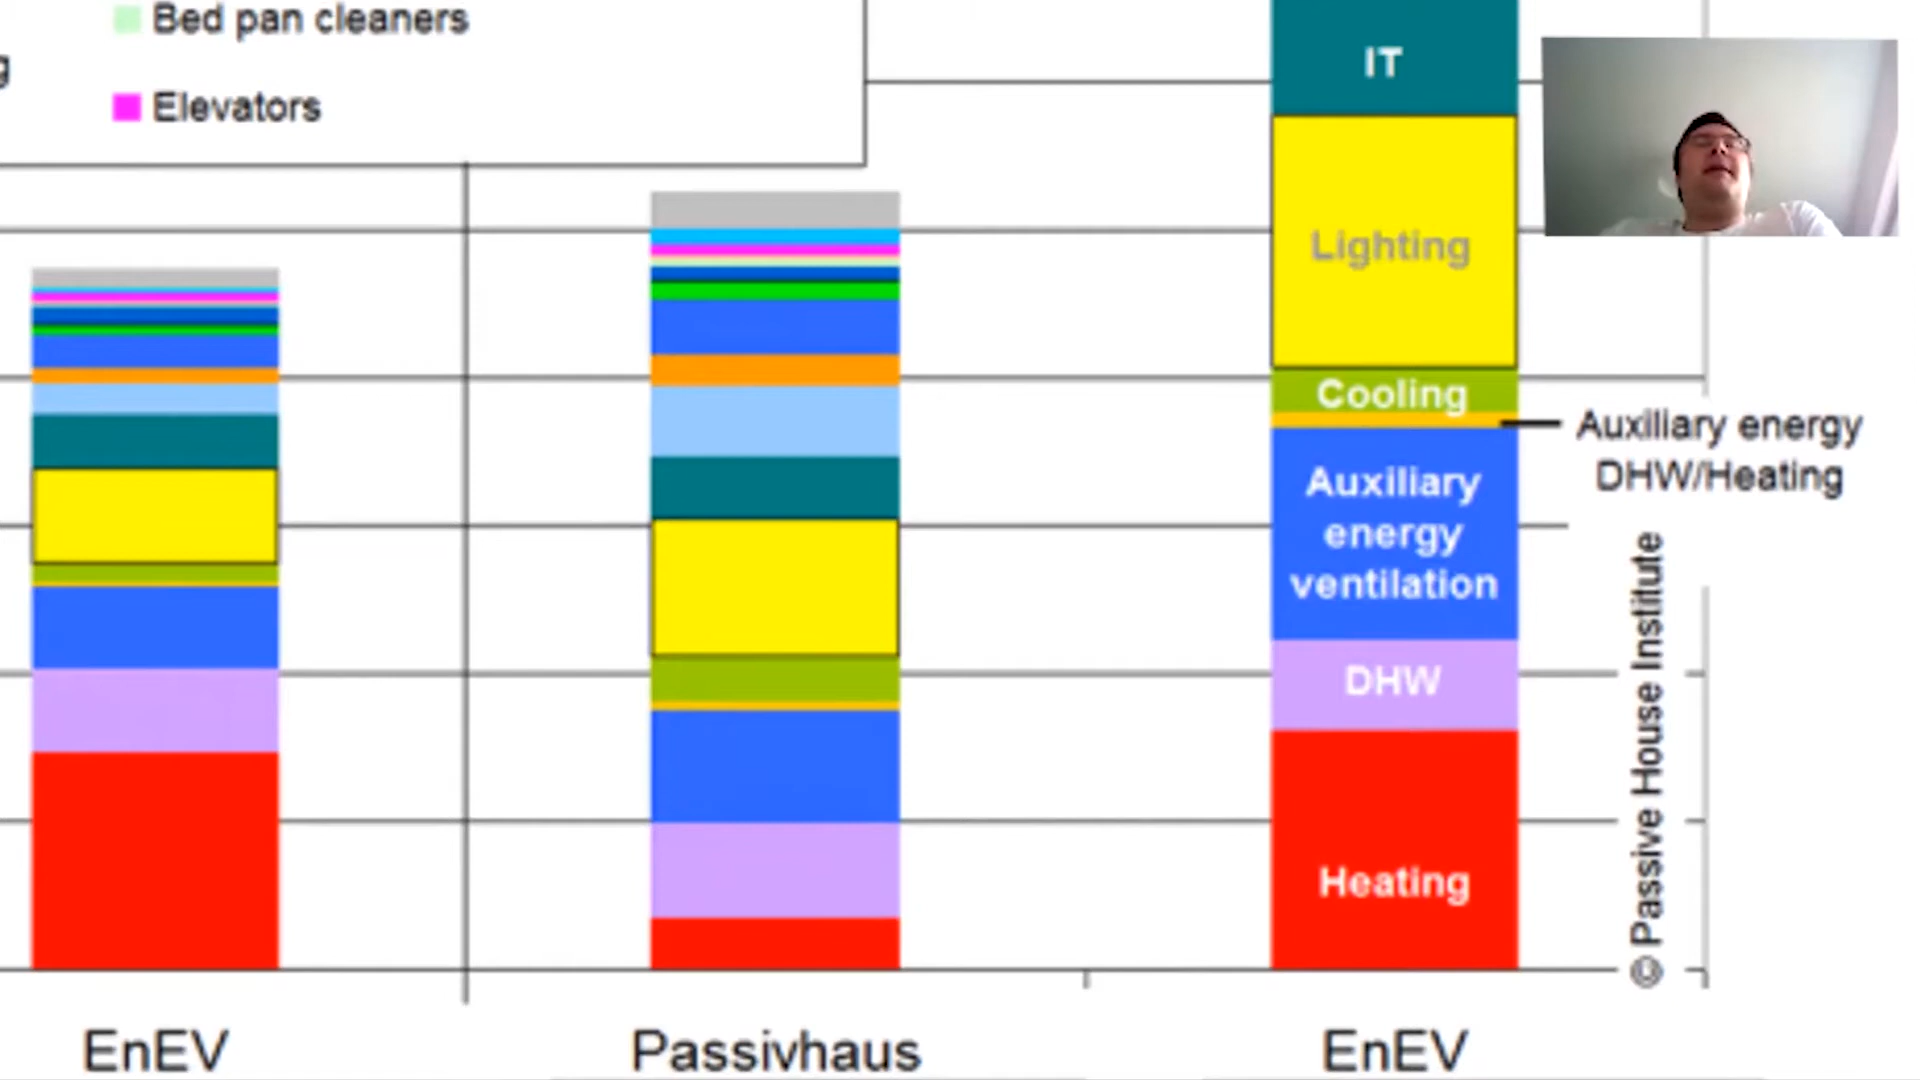 Bed pan cleaners
g
Elevators
IT
Lighting
Cooling
Auxiliary energy
DHW/Heating
Auxiliary
energy
ventilation
DHW
Heating
© Passive House Institute
EnEV
Passivhaus
EnEV